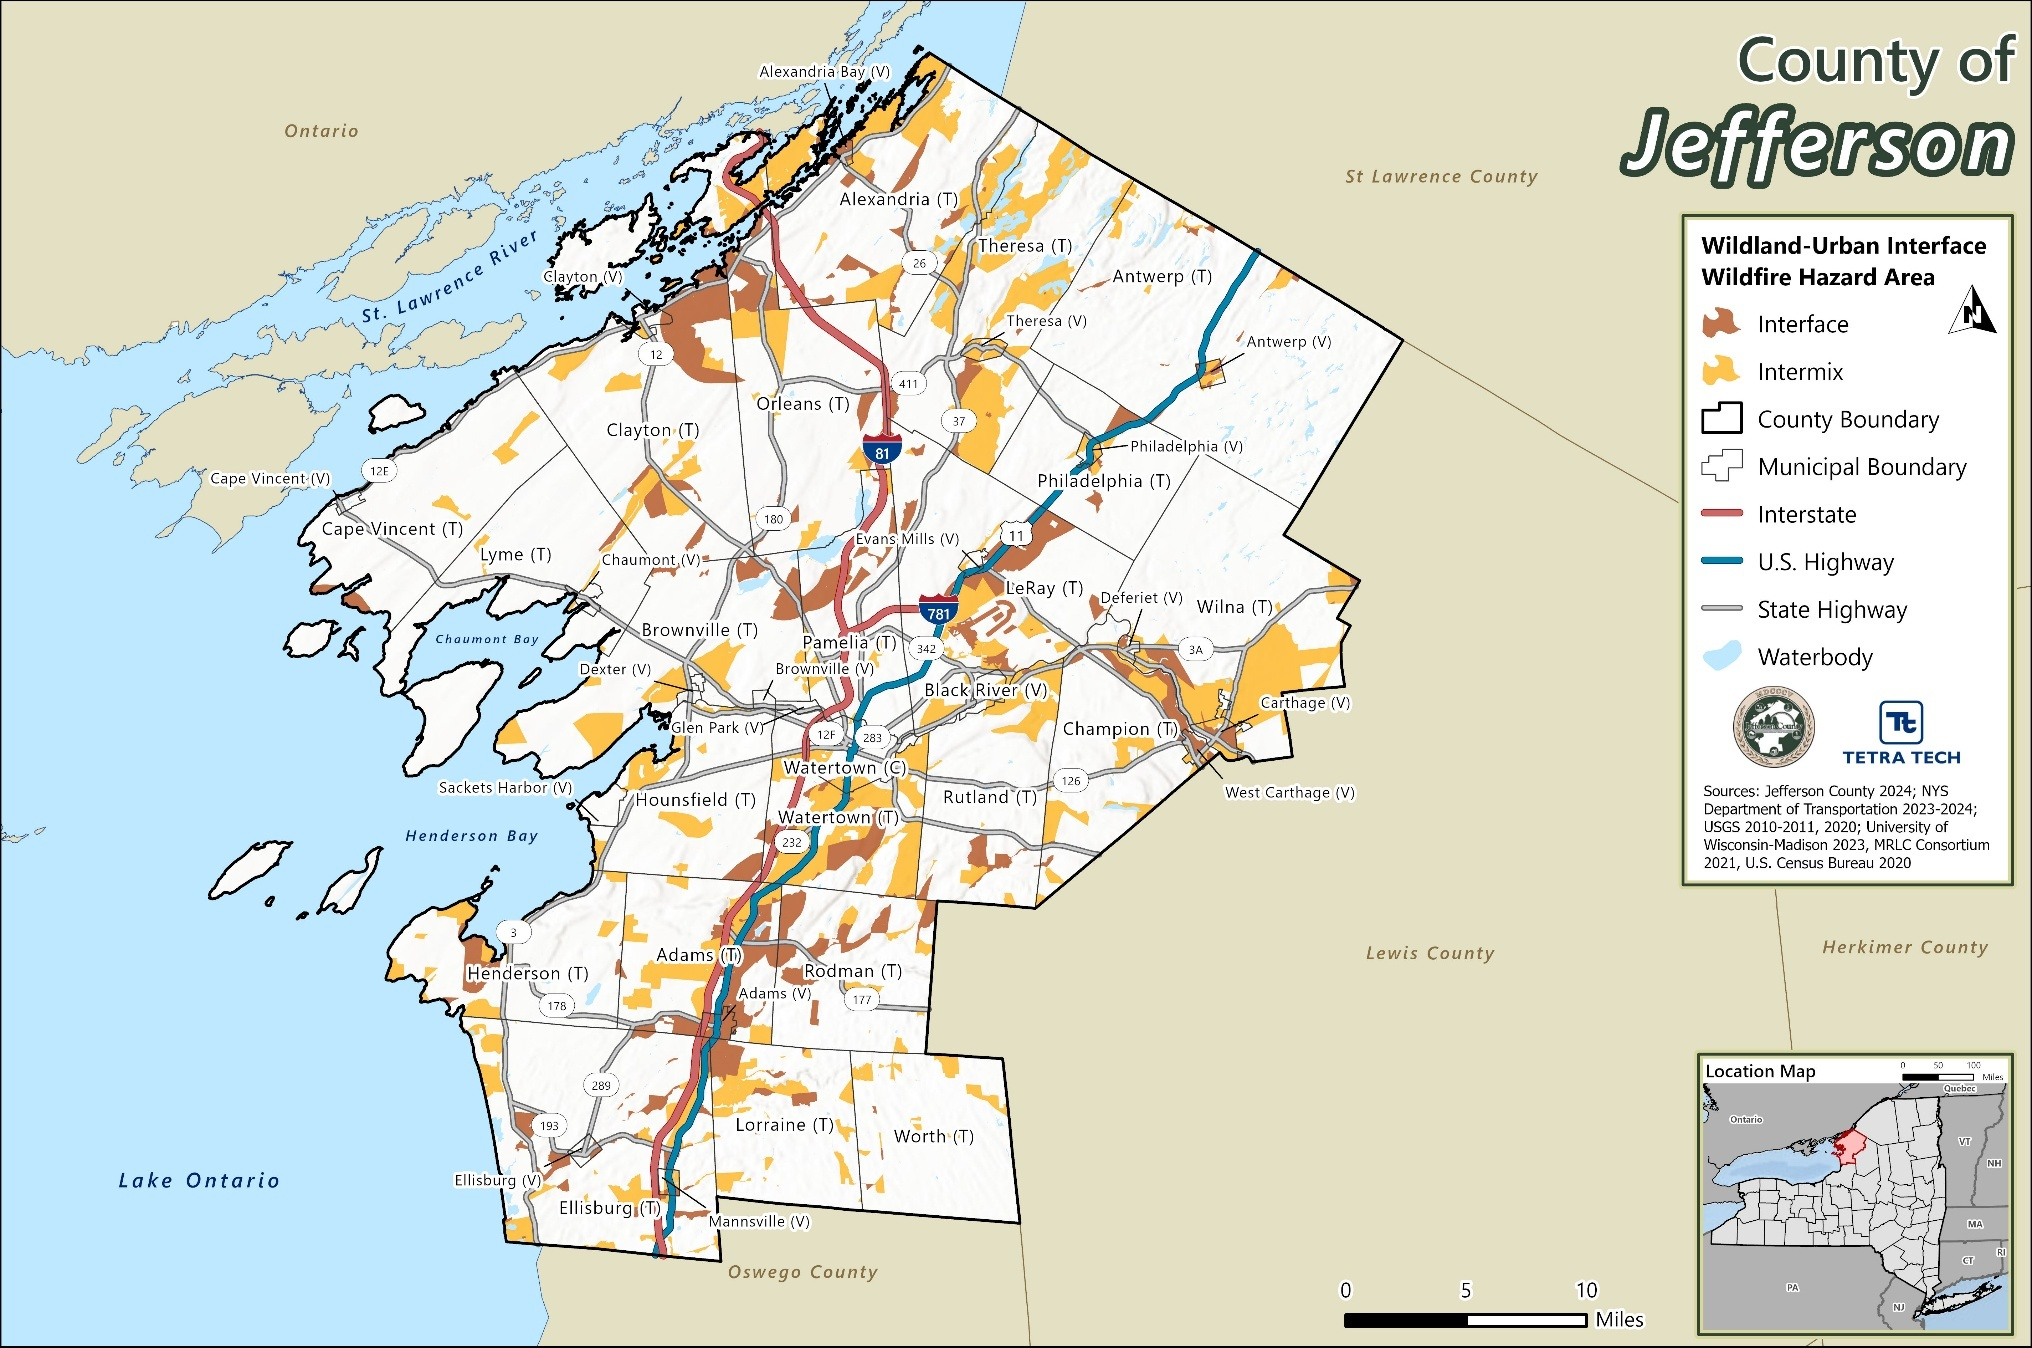 County of
Jefferson
Ontario
St Lawrence County
St. Lawrence River
Alexandria Bay (V)
Alexandria (T)
Theresa (T)
26
Antwerp (T)
Clayton (V)
Theresa (V)
Antwerp (V)
12
411
Orleans (T)
37
Clayton (T)
81
Philadelphia (V)
12E
Cape Vincent (V)
Philadelphia (T)
180
Cape Vincent (T)
Evans Mills (V)
11
Lyme (T)
Chaumont (V)
LeRay (T)
Deferiet (V)
Wilna (T)
781
Chaumont Bay
Brownville (T)
Pamelia (T)
342
3A
Dexter (V)
Brownville (V)
Black River (V)
Carthage (V)
Glen Park (V)
12F
283
Champion (T)
Watertown (C)
126
Sackets Harbor (V)
Hounsfield (T)
Rutland (T)
West Carthage (V)
Watertown (T)
Henderson Bay
232
3
Adams (T)
Lewis County
Herkimer County
Henderson (T)
Rodman (T)
178
Adams (V)
177
289
193
Lorraine (T)
Worth (T)
Ellisburg (V)
Lake Ontario
Ellisburg (T)
Mannsville (V)
Oswego County
0 5 10
Miles
Wildland-Urban Interface
Wildfire Hazard Area
Interface
N
Intermix
County Boundary
Municipal Boundary
Interstate
U.S. Highway
State Highway
Waterbody
Tt
TETRA TECH
Sources: Jefferson County 2024; NYS
Department of Transportation 2023-2024;
USGS 2010-2011, 2020; University of
Wisconsin-Madison 2023, MRLC Consortium
2021, U.S. Census Bureau 2020
Location Map
0 50 100
Miles
Quebec
Ontario
VT
NH
MA
CT
RI
PA
NJ